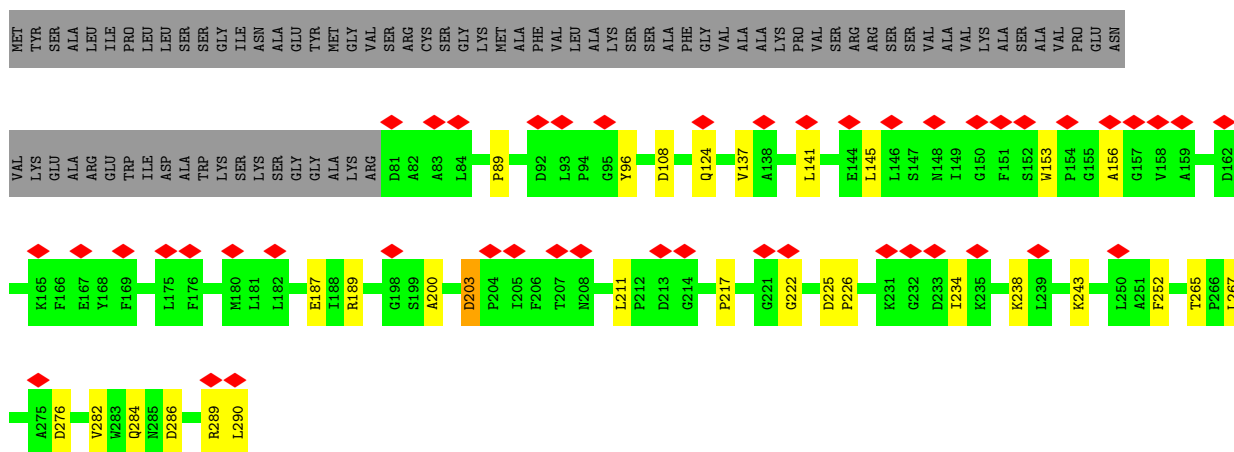 MET TYR SER ALA LEU ILE PRO LEU LEU SER SER GLY ILE ASN ALA GLU TYR MET GLY VAL SER ARG CYS SER GLY LYS MET ALA PHE VAL LEU ALA LYS SER SER ALA PHE GLY VAL ALA ALA LYS PRO VAL SER ARG ARG SER SER VAL ALA VAL LYS ALA SER ALA VAL PRO GLU ASN
VAL LYS GLU ALA ARG GLU TRP ILE ASP ALA TRP LYS SER LYS SER GLY GLY ALA LYS ARG D81 A82 A83 L84 P89 D92 L93 P94 G95 Y96 D108 Q124 V137 A138 L141 E144 L145 L146 S147 N148 I149 G150 F151 S152 W153 P154 G155 A156 G157 V158 A159 D162
K165 F166 E167 Y168 F169 L175 F176 M180 L181 L182 E187 I188 R189 G198 S199 A200 D203 P204 I205 F206 T207 N208 L211 P212 D213 G214 P217 G221 G222 D225 P226 K231 G232 D233 I234 K235 K238 L239 K243 L250 A251 F252 T265 P266 L267
A275 D276 V282 W283 Q284 N285 D286 R289 L290